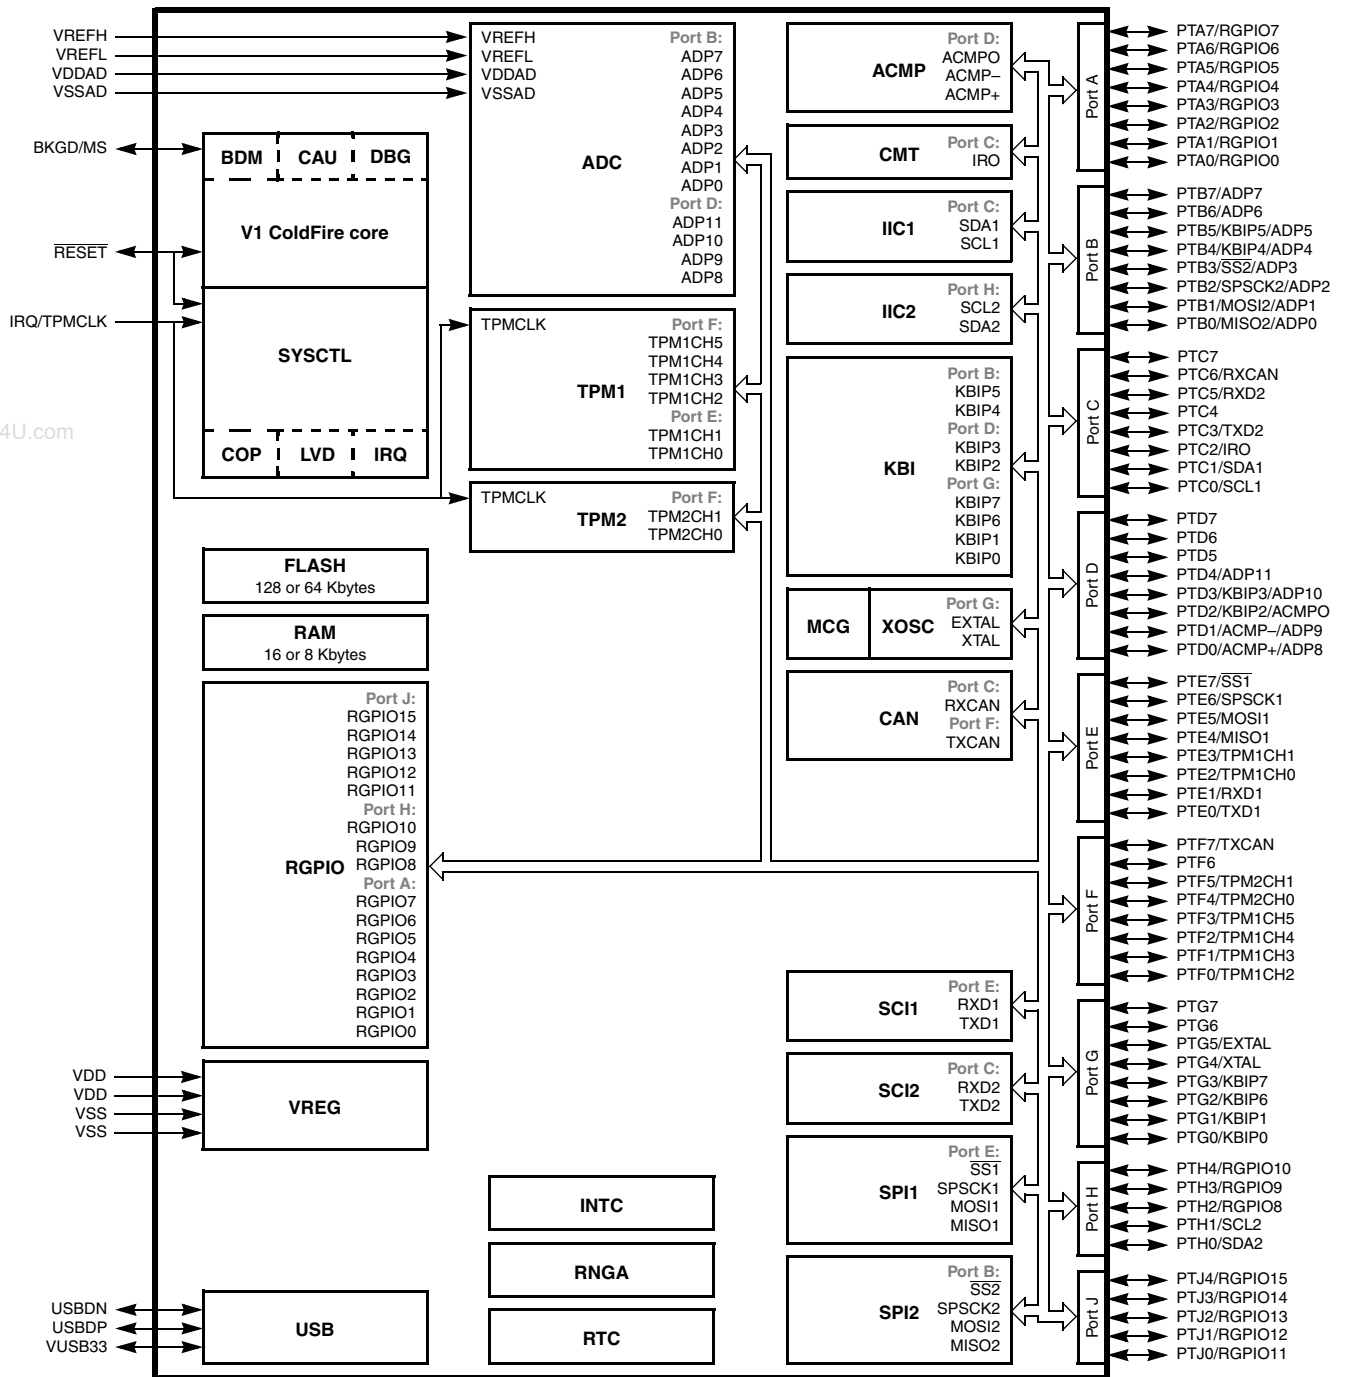 VREFH
VREFL
VDDAD
VSSAD
BKGD/MS
RESET
IRQ/TPMCLK
4U.com
VDD
VDD
VSS
VSS
USBDN
USBDP
VUSB33
BDM CAU DBG
V1 ColdFire core
SYSCTL
COP LVD IRQ
FLASH
128 or 64 Kbytes
RAM
16 or 8 Kbytes
RGPIO
Port J:
RGPIO15
RGPIO14
RGPIO13
RGPIO12
RGPIO11
Port H:
RGPIO10
RGPIO9
RGPIO8
Port A:
RGPIO7
RGPIO6
RGPIO5
RGPIO4
RGPIO3
RGPIO2
RGPIO1
RGPIO0
VREG
USB
VREFH
VREFL
VDDAD
VSSAD
ADC
Port B:
ADP7
ADP6
ADP5
ADP4
ADP3
ADP2
ADP1
ADP0
Port D:
ADP11
ADP10
ADP9
ADP8
TPMCLK
TPM1
Port F:
TPM1CH5
TPM1CH4
TPM1CH3
TPM1CH2
Port E:
TPM1CH1
TPM1CH0
TPMCLK
TPM2
Port F:
TPM2CH1
TPM2CH0
INTC
RNGA
RTC
ACMP
Port D:
ACMPO
ACMP–
ACMP+
CMT
Port C:
IRO
IIC1
Port C:
SDA1
SCL1
IIC2
Port H:
SCL2
SDA2
KBI
Port B:
KBIP5
KBIP4
Port D:
KBIP3
KBIP2
Port G:
KBIP7
KBIP6
KBIP1
KBIP0
MCG
XOSC
Port G:
EXTAL
XTAL
CAN
Port C:
RXCAN
Port F:
TXCAN
SCI1
Port E:
RXD1
TXD1
SCI2
Port C:
RXD2
TXD2
SPI1
Port E:
SS1
SPSCK1
MOSI1
MISO1
SPI2
Port B:
SS2
SPSCK2
MOSI2
MISO2
Port A
PTA7/RGPIO7
PTA6/RGPIO6
PTA5/RGPIO5
PTA4/RGPIO4
PTA3/RGPIO3
PTA2/RGPIO2
PTA1/RGPIO1
PTA0/RGPIO0
Port B
PTB7/ADP7
PTB6/ADP6
PTB5/KBIP5/ADP5
PTB4/KBIP4/ADP4
PTB3/SS2/ADP3
PTB2/SPSCK2/ADP2
PTB1/MOSI2/ADP1
PTB0/MISO2/ADP0
Port C
PTC7
PTC6/RXCAN
PTC5/RXD2
PTC4
PTC3/TXD2
PTC2/IRO
PTC1/SDA1
PTC0/SCL1
Port D
PTD7
PTD6
PTD5
PTD4/ADP11
PTD3/KBIP3/ADP10
PTD2/KBIP2/ACMPO
PTD1/ACMP–/ADP9
PTD0/ACMP+/ADP8
Port E
PTE7/SS1
PTE6/SPSCK1
PTE5/MOSI1
PTE4/MISO1
PTE3/TPM1CH1
PTE2/TPM1CH0
PTE1/RXD1
PTE0/TXD1
Port F
PTF7/TXCAN
PTF6
PTF5/TPM2CH1
PTF4/TPM2CH0
PTF3/TPM1CH5
PTF2/TPM1CH4
PTF1/TPM1CH3
PTF0/TPM1CH2
Port G
PTG7
PTG6
PTG5/EXTAL
PTG4/XTAL
PTG3/KBIP7
PTG2/KBIP6
PTG1/KBIP1
PTG0/KBIP0
Port H
PTH4/RGPIO10
PTH3/RGPIO9
PTH2/RGPIO8
PTH1/SCL2
PTH0/SDA2
Port J
PTJ4/RGPIO15
PTJ3/RGPIO14
PTJ2/RGPIO13
PTJ1/RGPIO12
PTJ0/RGPIO11